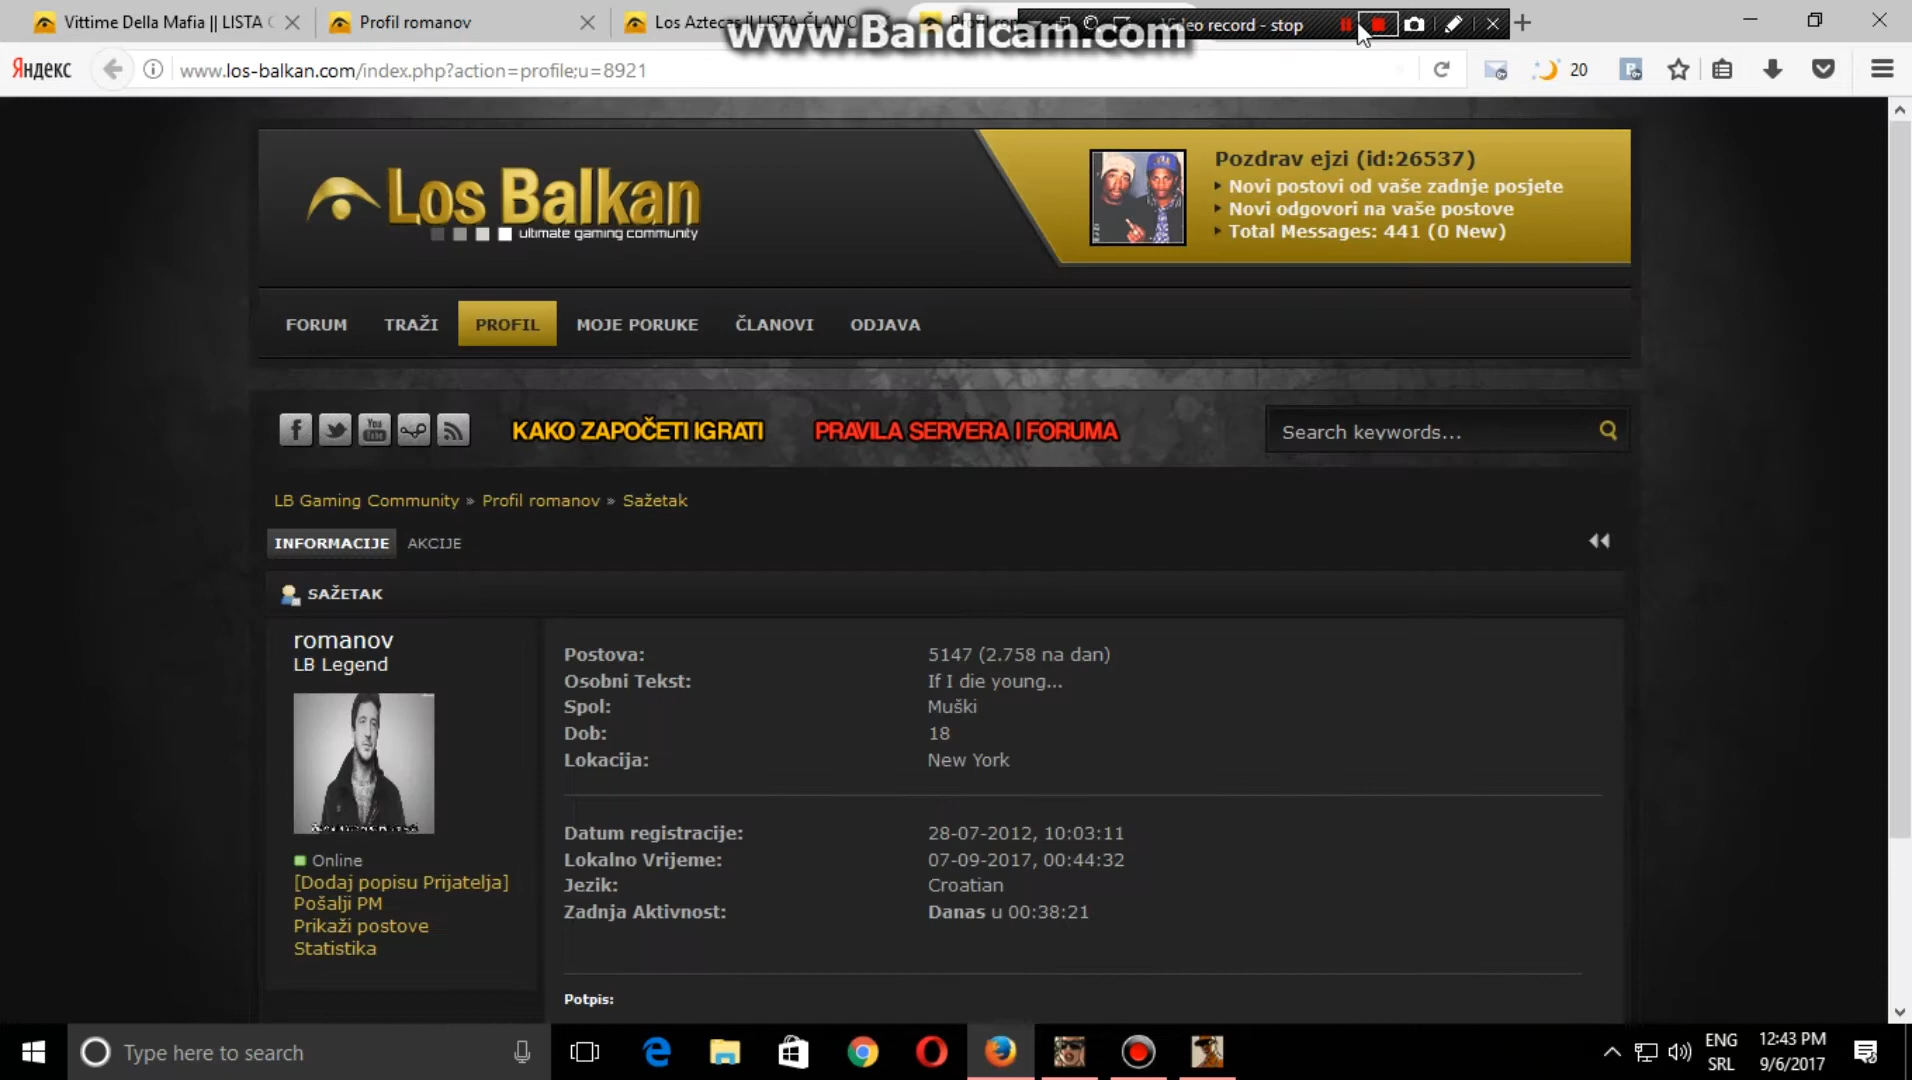 Vittime Della Mafia || LISTA
Profil romanov
Los Aztecas || LISTA ČLANO
www.Bandicam.com
Video record - stop
Яндекс
www.los-balkan.com/index.php?action=profile;u=8921
20
Los Balkan
ultimate gaming community
Pozdrav ejzi (id:26537)
Novi postovi od vaše zadnje posjete
Novi odgovori na vaše postove
Total Messages: 441 (0 New)
FORUM TRAŽI PROFIL MOJE PORUKE ČLANOVI ODJAVA
KAKO ZAPOČETI IGRATI PRAVILA SERVERA I FORUMA
Search keywords...
LB Gaming Community » Profil romanov » Sažetak
INFORMACIJE AKCIJE
SAŽETAK
romanov
LB Legend
Online
[Dodaj popisu Prijatelja]
Pošalji PM
Prikaži postove
Statistika
Postova: 5147 (2.758 na dan)
Osobni Tekst: If I die young...
Spol: Muški
Dob: 18
Lokacija: New York
Datum registracije: 28-07-2012, 10:03:11
Lokalno Vrijeme: 07-09-2017, 00:44:32
Jezik: Croatian
Zadnja Aktivnost: Danas u 00:38:21
Potpis:
Type here to search
ENG
SRL
12:43 PM
9/6/2017